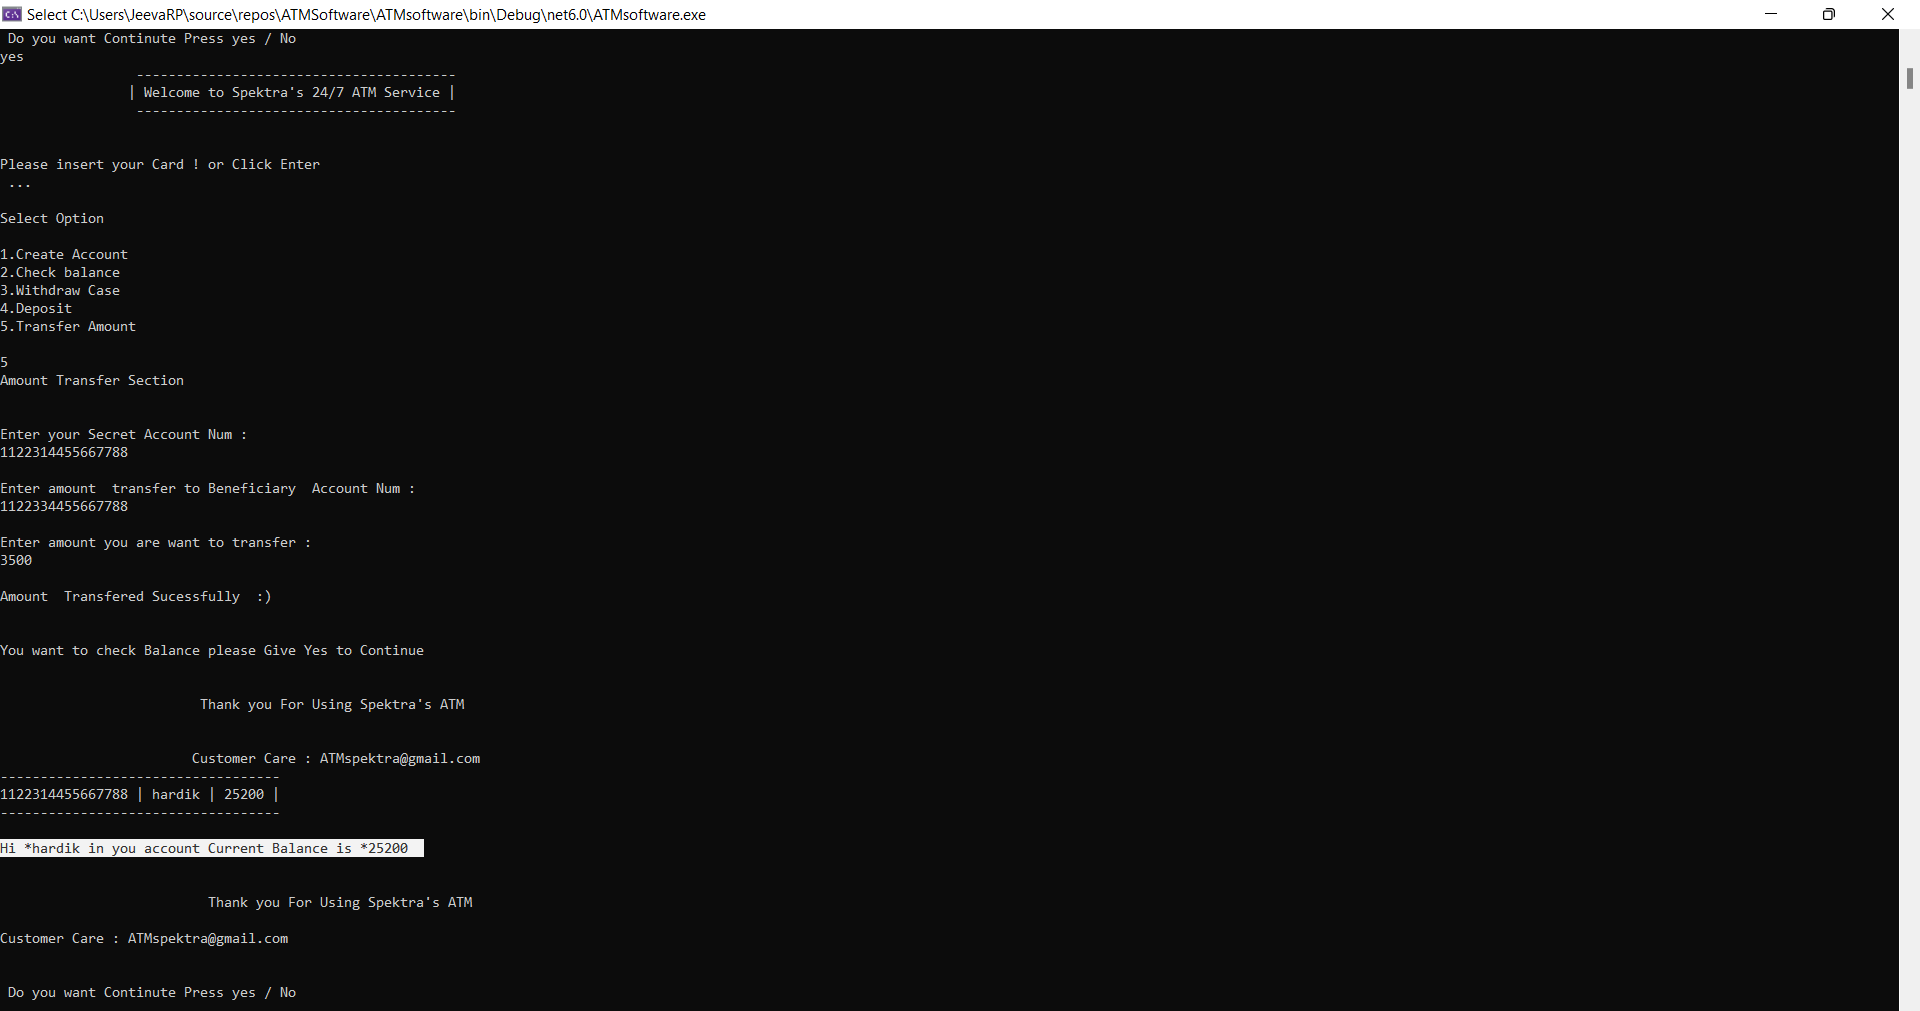 Select C:\Users\JeevaRP\source\repos\ATMSoftware\ATMsoftware\bin\Debug\net6.0\ATMsoftware.exe
Do you want Continute Press yes / No
yes
----------------------------------------
| Welcome to Spektra's 24/7 ATM Service |
----------------------------------------
Please insert your Card ! or Click Enter
...
Select Option
1.Create Account
2.Check balance
3.Withdraw Case
4.Deposit
5.Transfer Amount
5
Amount Transfer Section
Enter your Secret Account Num :
1122314455667788
Enter amount  transfer to Beneficiary  Account Num :
1122334455667788
Enter amount you are want to transfer :
3500
Amount  Transfered Sucessfully  :)
You want to check Balance please Give Yes to Continue
Thank you For Using Spektra's ATM
Customer Care : ATMspektra@gmail.com
-----------------------------------
1122314455667788 | hardik | 25200 |
-----------------------------------
Hi *hardik in you account Current Balance is *25200
Thank you For Using Spektra's ATM
Customer Care : ATMspektra@gmail.com
Do you want Continute Press yes / No